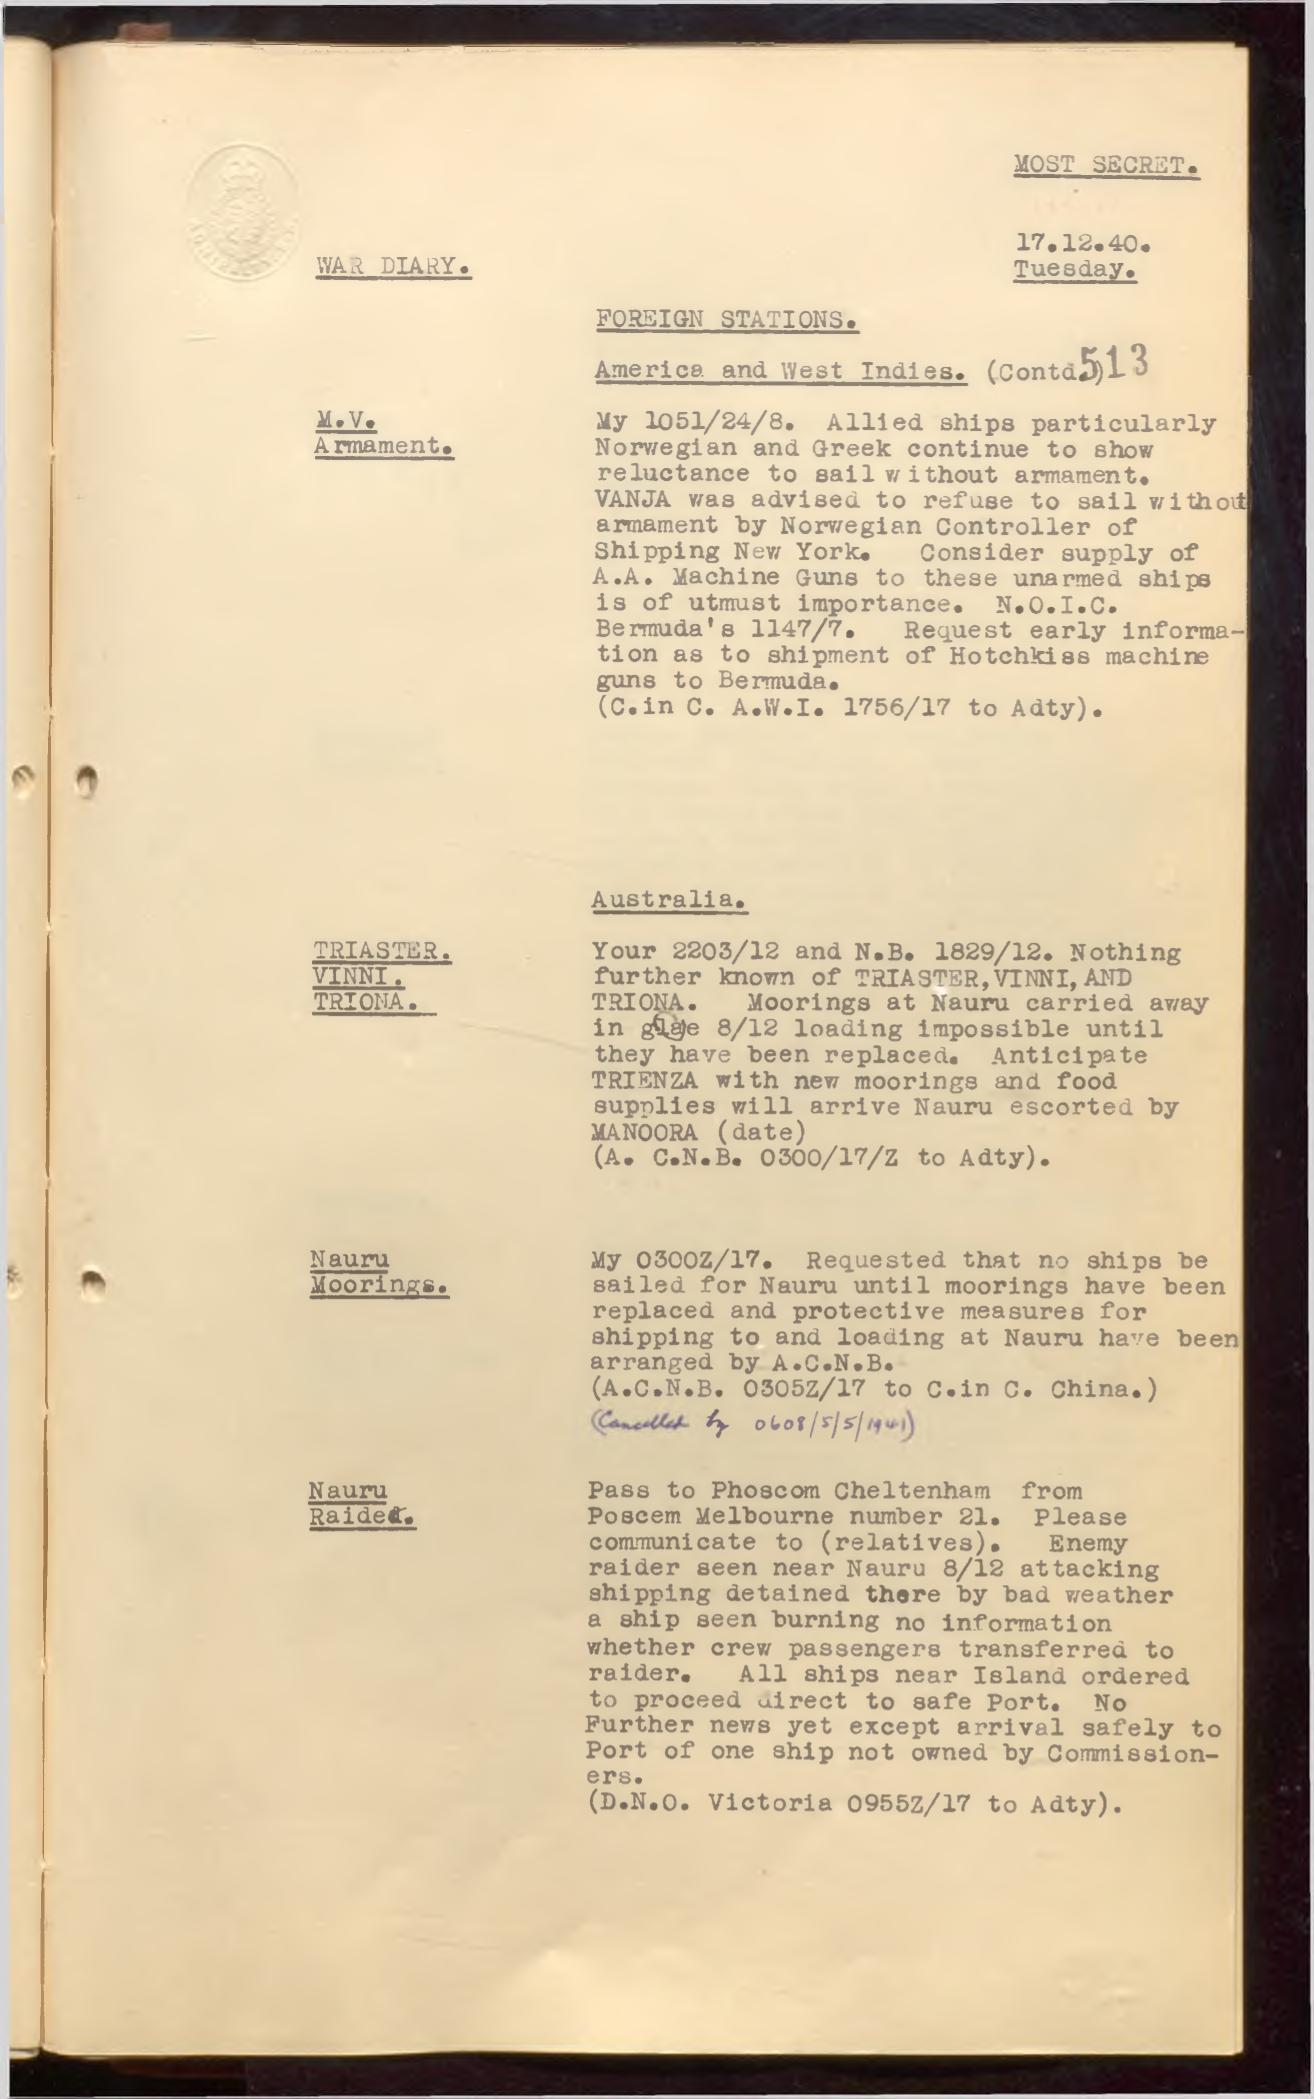 MOST SECRET.
17.12.40.
Tuesday.
WAR DIARY.
FOREIGN STATIONS.
America and West Indies. (Contd.) 513
M.V.
Armament.
My 1051/24/8. Allied ships particularly
Norwegian and Greek continue to show
reluctance to sail without armament.
VANJA was advised to refuse to sail without
armament by Norwegian Controller of
Shipping New York. Consider supply of
A.A. Machine Guns to these unarmed ships
is of utmust importance. N.O.I.C.
Bermuda's 1147/7. Request early informa-
tion as to shipment of Hotchkiss machine
guns to Bermuda.
(C.in C. A.W.I. 1756/17 to Adty).
Australia.
TRIASTER.
VINNI.
TRIONA.
Your 2203/12 and N.B. 1829/12. Nothing
further known of TRIASTER,VINNI,AND
TRIONA. Moorings at Nauru carried away
in glae 8/12 loading impossible until
they have been replaced. Anticipate
TRIENZA with new moorings and food
supplies will arrive Nauru escorted by
MANOORA (date)
(A. C.N.B. 0300/17/Z to Adty).
Nauru
Moorings.
My 0300Z/17. Requested that no ships be
sailed for Nauru until moorings have been
replaced and protective measures for
shipping to and loading at Nauru have been
arranged by A.C.N.B.
(A.C.N.B. 0305Z/17 to C.in C. China.)
(Cancelled by 0608/5/5/1941)
Nauru
Raided.
Pass to Phoscom Cheltenham from
Poscem Melbourne number 21. Please
communicate to (relatives). Enemy
raider seen near Nauru 8/12 attacking
shipping detained there by bad weather
a ship seen burning no information
whether crew passengers transferred to
raider. All ships near Island ordered
to proceed direct to safe Port. No
Further news yet except arrival safely to
Port of one ship not owned by Commission-
ers.
(D.N.O. Victoria 0955Z/17 to Adty).